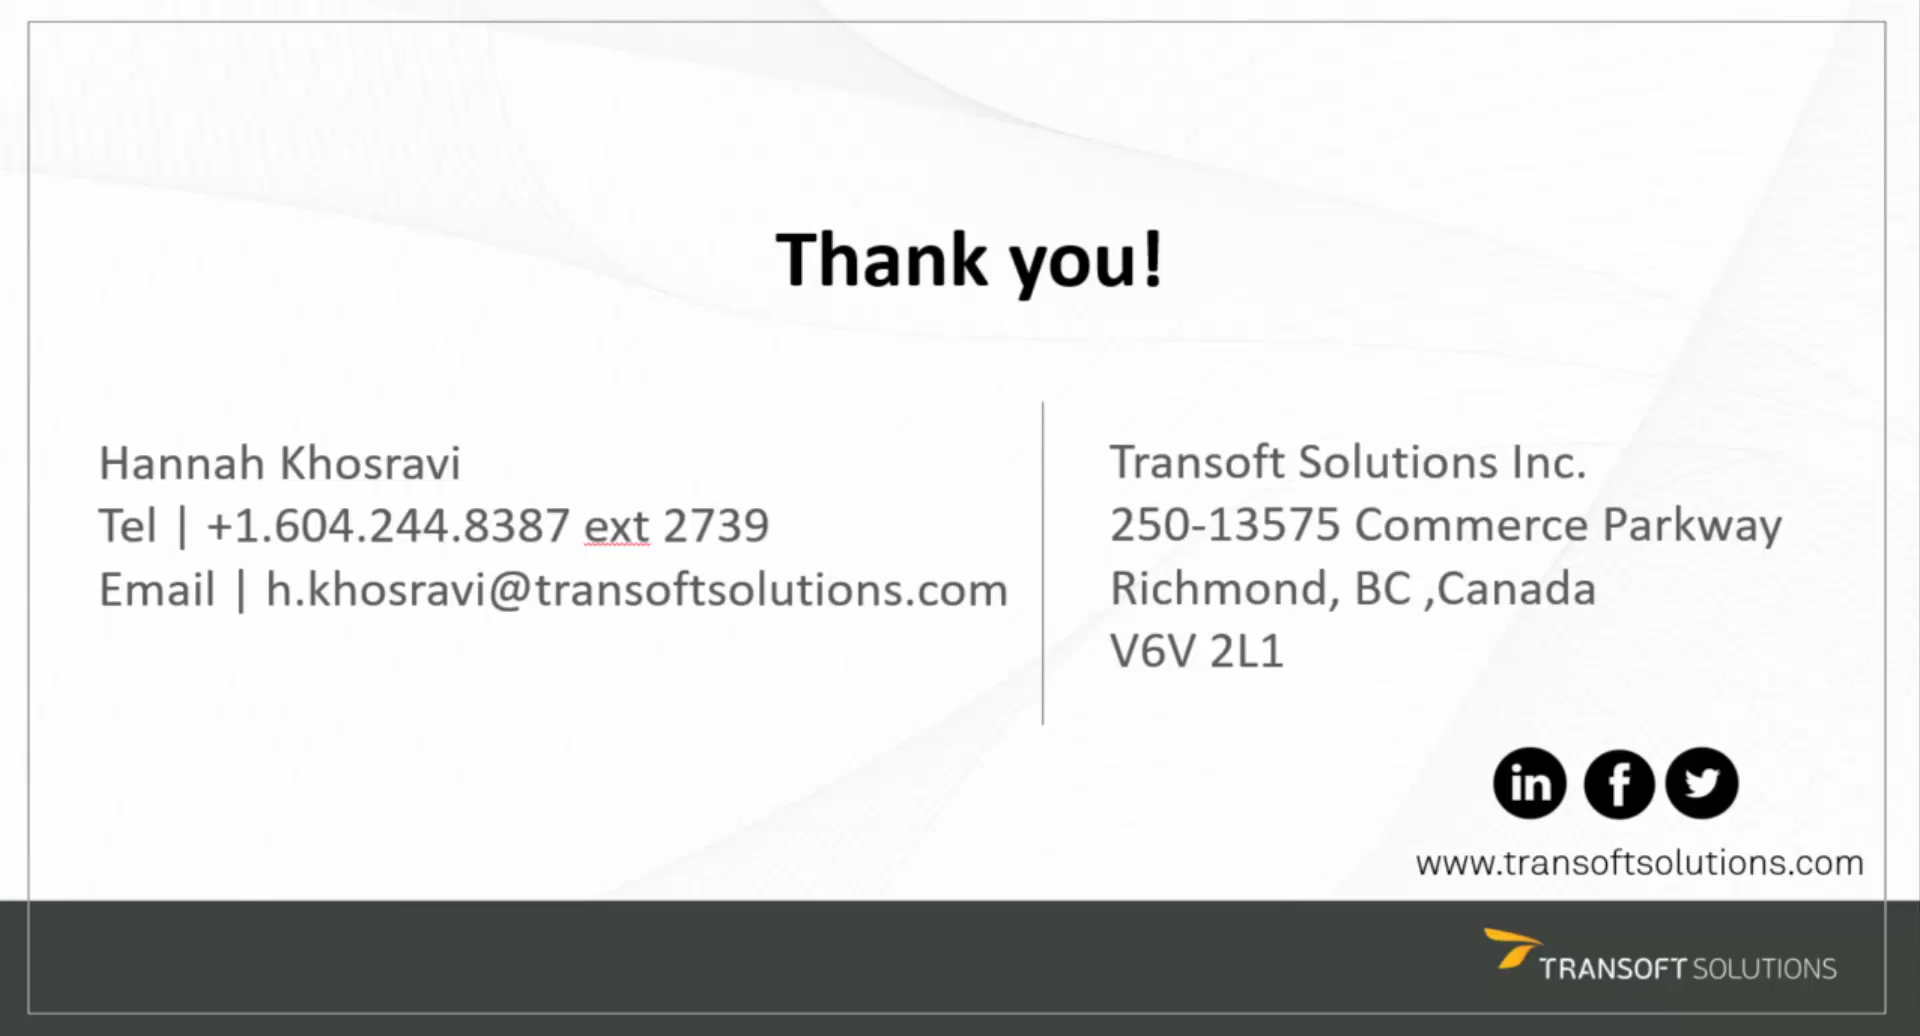 Thank you!
Hannah Khosravi
Tel | +1.604.244.8387 ext 2739
Email | h.khosravi@transoftsolutions.com
Transoft Solutions Inc.
250-13575 Commerce Parkway
Richmond, BC ,Canada
V6V 2L1
in f
www.transoftsolutions.com
TRANSOFT SOLUTIONS